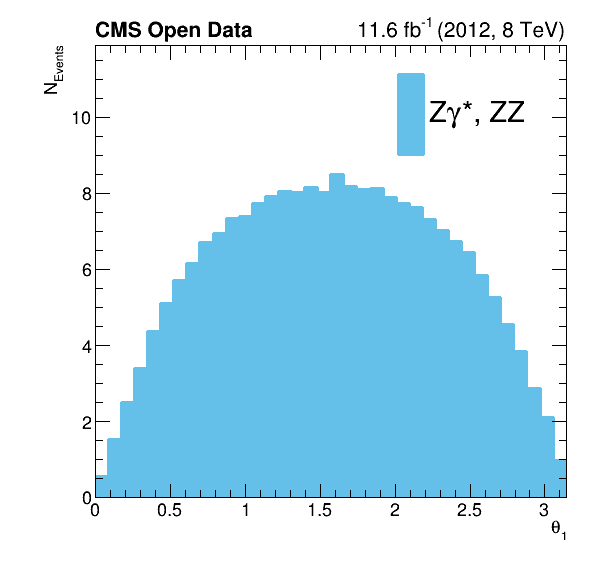 CMS Open Data 11.6 fb⁻¹ (2012, 8 TeV)
N_Events
Zγ*, ZZ
10
8
6
4
2
0
0 0.5 1 1.5 2 2.5 3
θ₁